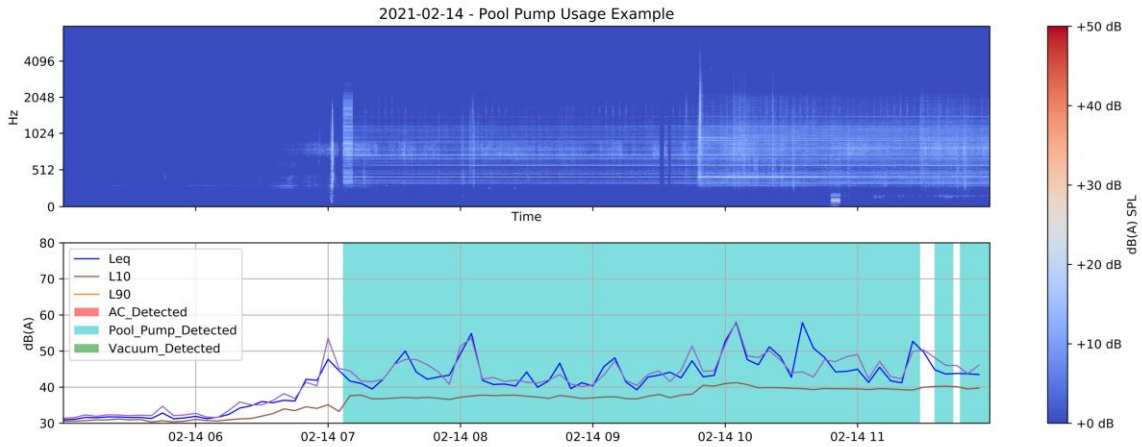 2021-02-14 - Pool Pump Usage Example
4096
2048
1024
512
0
Hz
Time
+50 dB
+40 dB
+30 dB
+20 dB
+10 dB
+0 dB
dB(A) SPL
80
70
60
50
40
30
dB(A)
Leq
L10
L90
AC_Detected
Pool_Pump_Detected
Vacuum_Detected
02-14 06
02-14 07
02-14 08
02-14 09
02-14 10
02-14 11